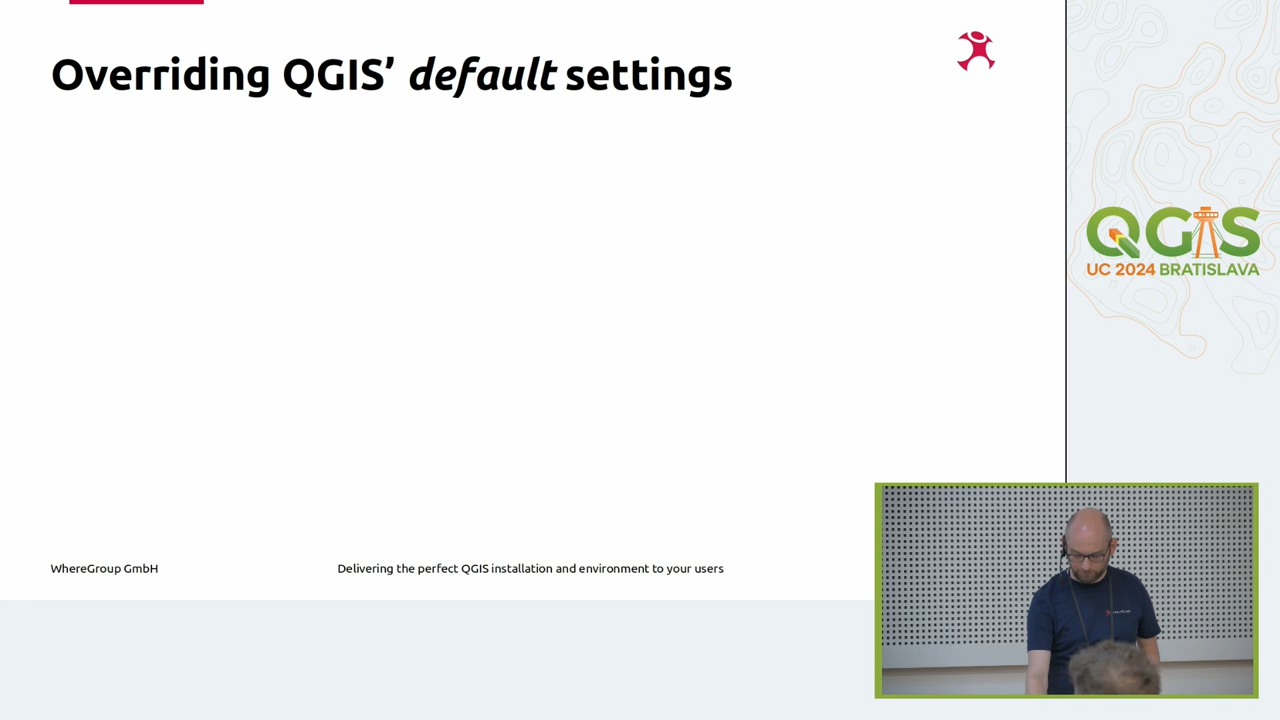 Overriding QGIS’ default settings
QGIS
UC 2024 BRATISLAVA
WhereGroup GmbH
Delivering the perfect QGIS installation and environment to your users